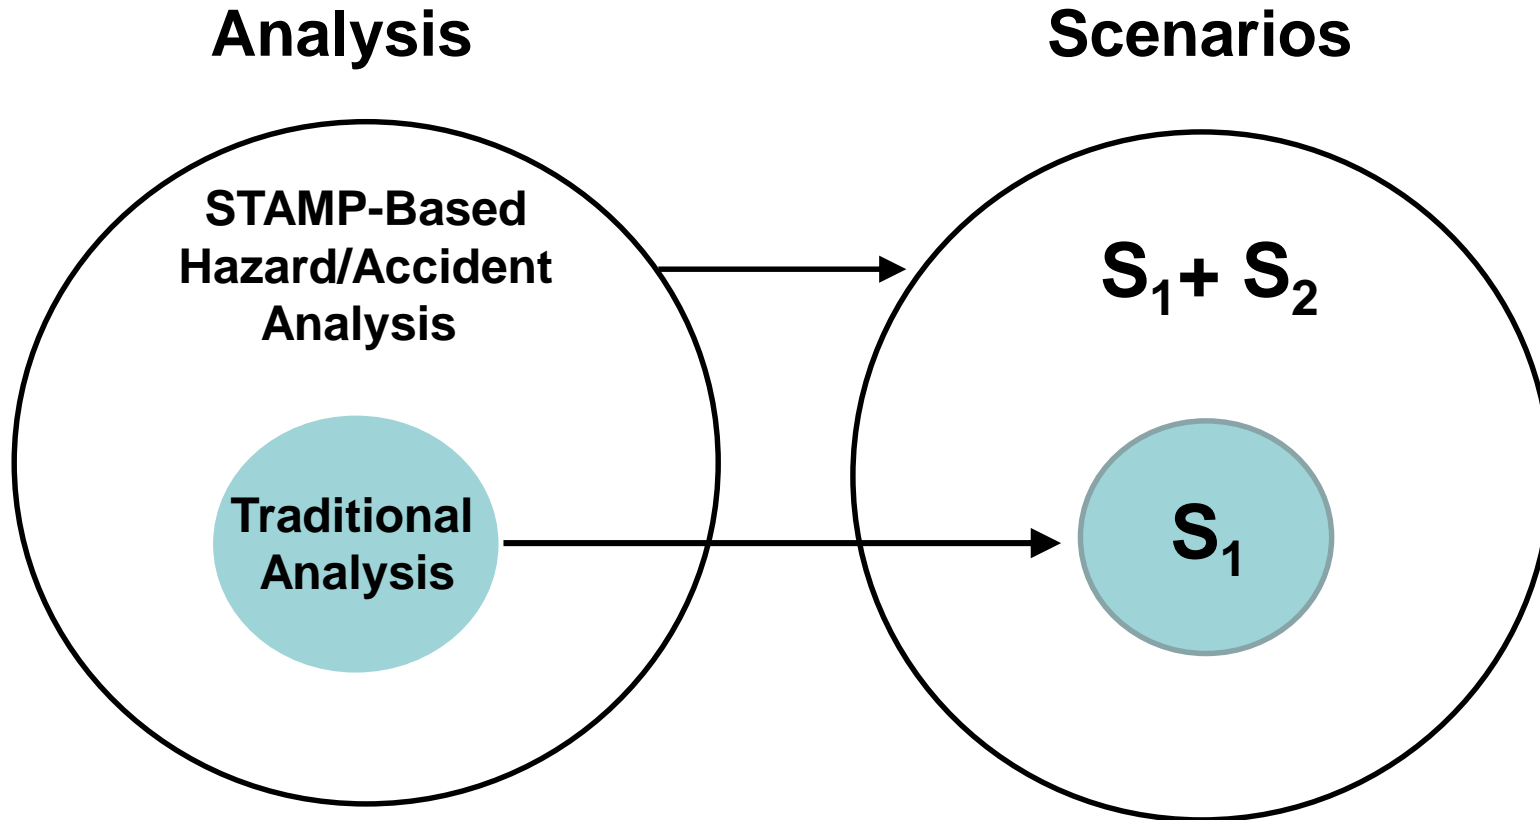 Analysis
Scenarios
STAMP-Based
Hazard/Accident
Analysis
S₁+ S₂
Traditional
Analysis
S₁